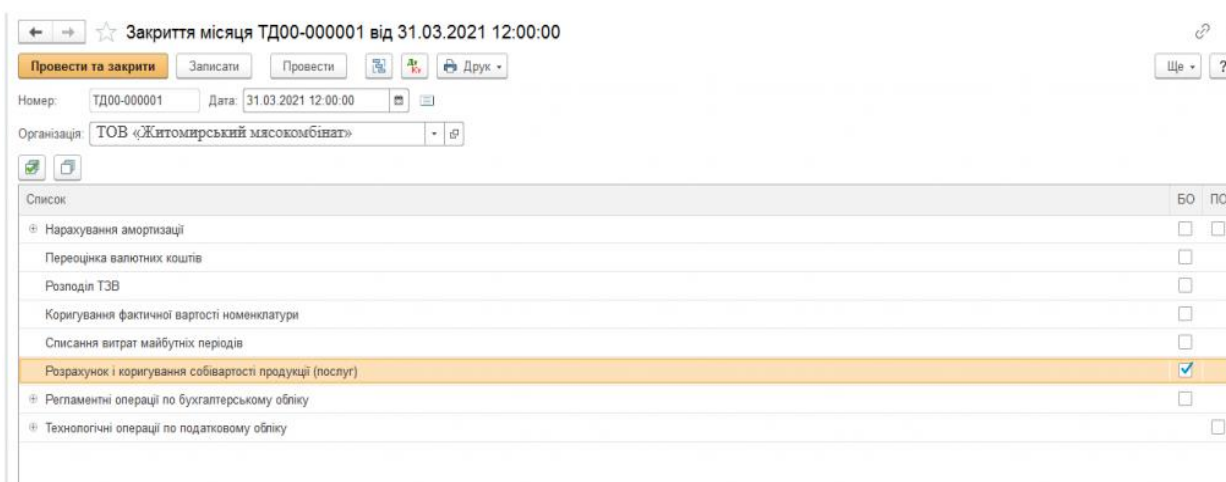 Закриття місяця ТД00-000001 від 31.03.2021 12:00:00
Провести та закрити Записати Провести Дт Кт Друк Ще ?
Номер: ТД00-000001 Дата: 31.03.2021 12:00:00
Організація: ТОВ «Житомирський мясокомбінат»
Список БО ПО
Нарахування амортизації
Переоцінка валютних коштів
Розподіл ТЗВ
Коригування фактичної вартості номенклатури
Списання витрат майбутніх періодів
Розрахунок і коригування собівартості продукції (послуг)
Регламентні операції по бухгалтерському обліку
Технологічні операції по податковому обліку